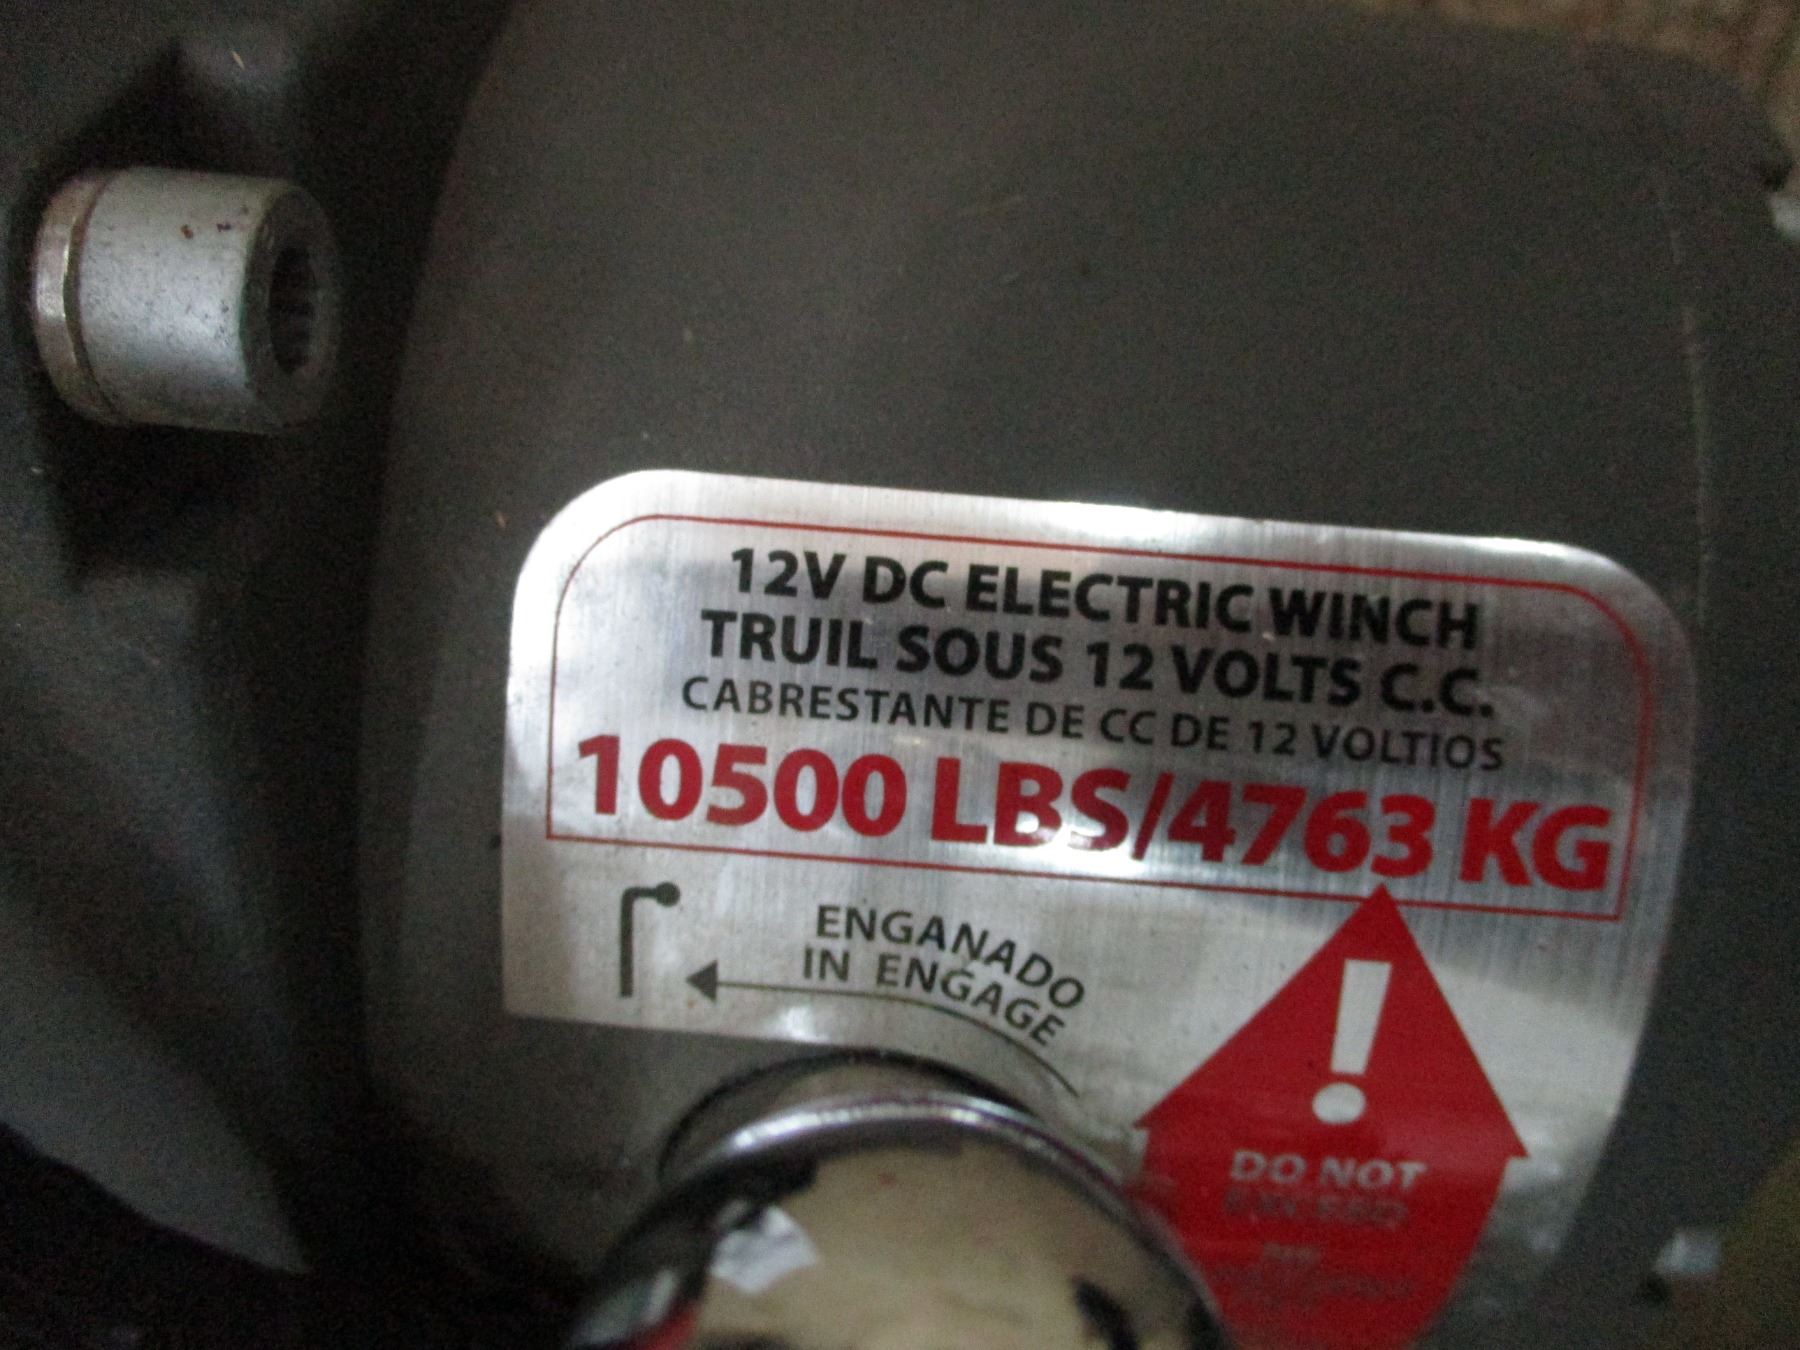 12V DC ELECTRIC WINCH
TRUIL SOUS 12 VOLTS C.C.
CABRESTANTE DE CC DE 12 VOLTIOS
10500 LBS/4763 KG
ENGANADO
IN ENGAGE
!
DO NOT
EXCEED